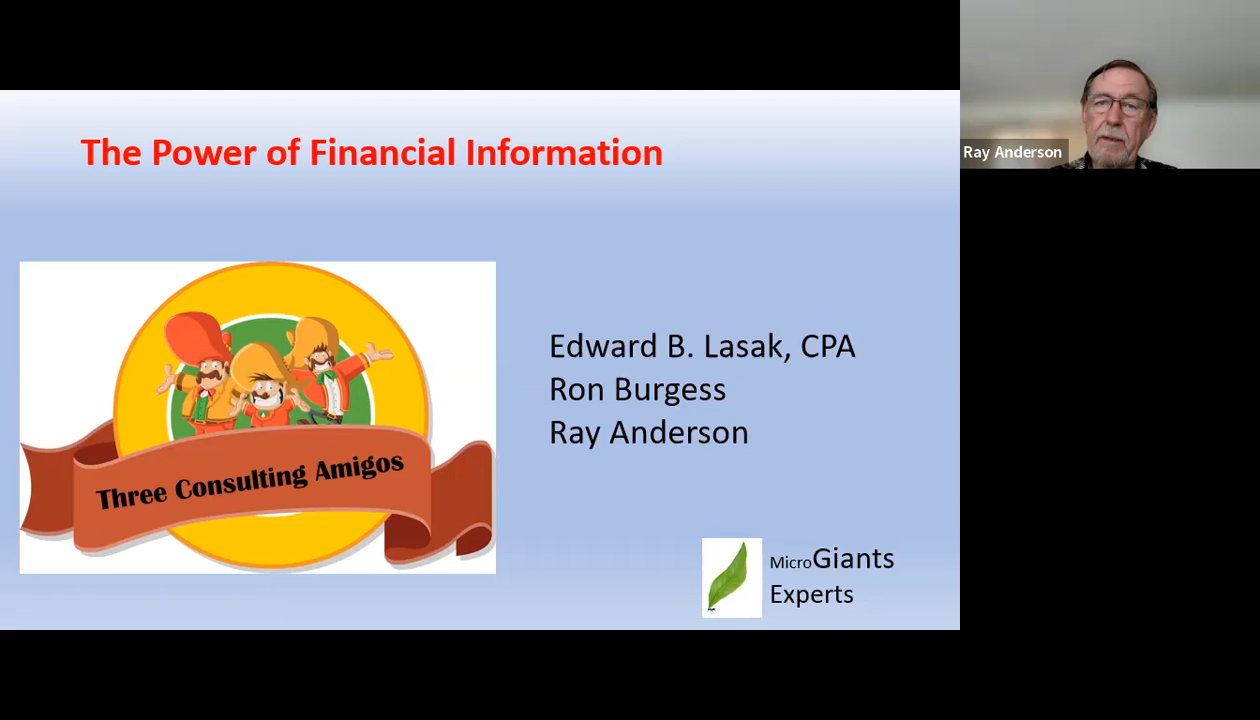 The Power of Financial Information
Ray Anderson
Three Consulting Amigos
Edward B. Lasak, CPA
Ron Burgess
Ray Anderson
MicroGiants
Experts